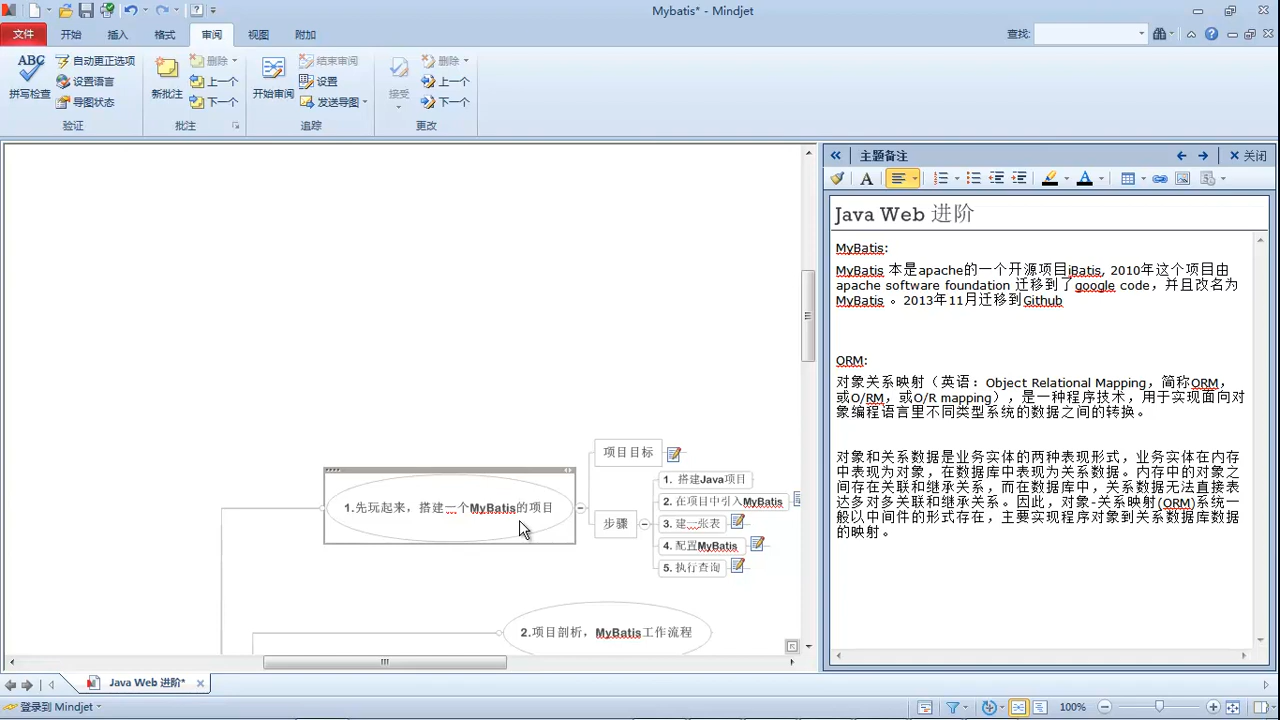 Mybatis* - Mindjet
文件 开始 插入 格式 审阅 视图 附加 查找:
ABC 自动更正选项 删除 结束审阅 删除
设置语言 上一个 设置 上一个
拼写检查 导图状态 新批注 下一个 开始审阅 发送导图 接受 下一个
验证 批注 追踪 更改
主题备注 关闭
Java Web 进阶
MyBatis:
MyBatis 本是apache的一个开源项目iBatis, 2010年这个项目由
apache software foundation 迁移到了google code，并且改名为
MyBatis 。2013年11月迁移到Github
ORM:
对象关系映射（英语：Object Relational Mapping，简称ORM，
或O/RM，或O/R mapping），是一种程序技术，用于实现面向对
象编程语言里不同类型系统的数据之间的转换。
对象和关系数据是业务实体的两种表现形式，业务实体在内存
中表现为对象，在数据库中表现为关系数据。内存中的对象之
间存在关联和继承关系，而在数据库中，关系数据无法直接表
达多对多关联和继承关系。因此，对象-关系映射(ORM)系统一
般以中间件的形式存在，主要实现程序对象到关系数据库数据
的映射。
项目目标
1.先玩起来，搭建一个MyBatis的项目
步骤
1. 搭建Java项目
2. 在项目中引入MyBatis
3. 建一张表
4. 配置MyBatis
5. 执行查询
2.项目剖析，MyBatis工作流程
Java Web 进阶*
登录到 Mindjet 100%